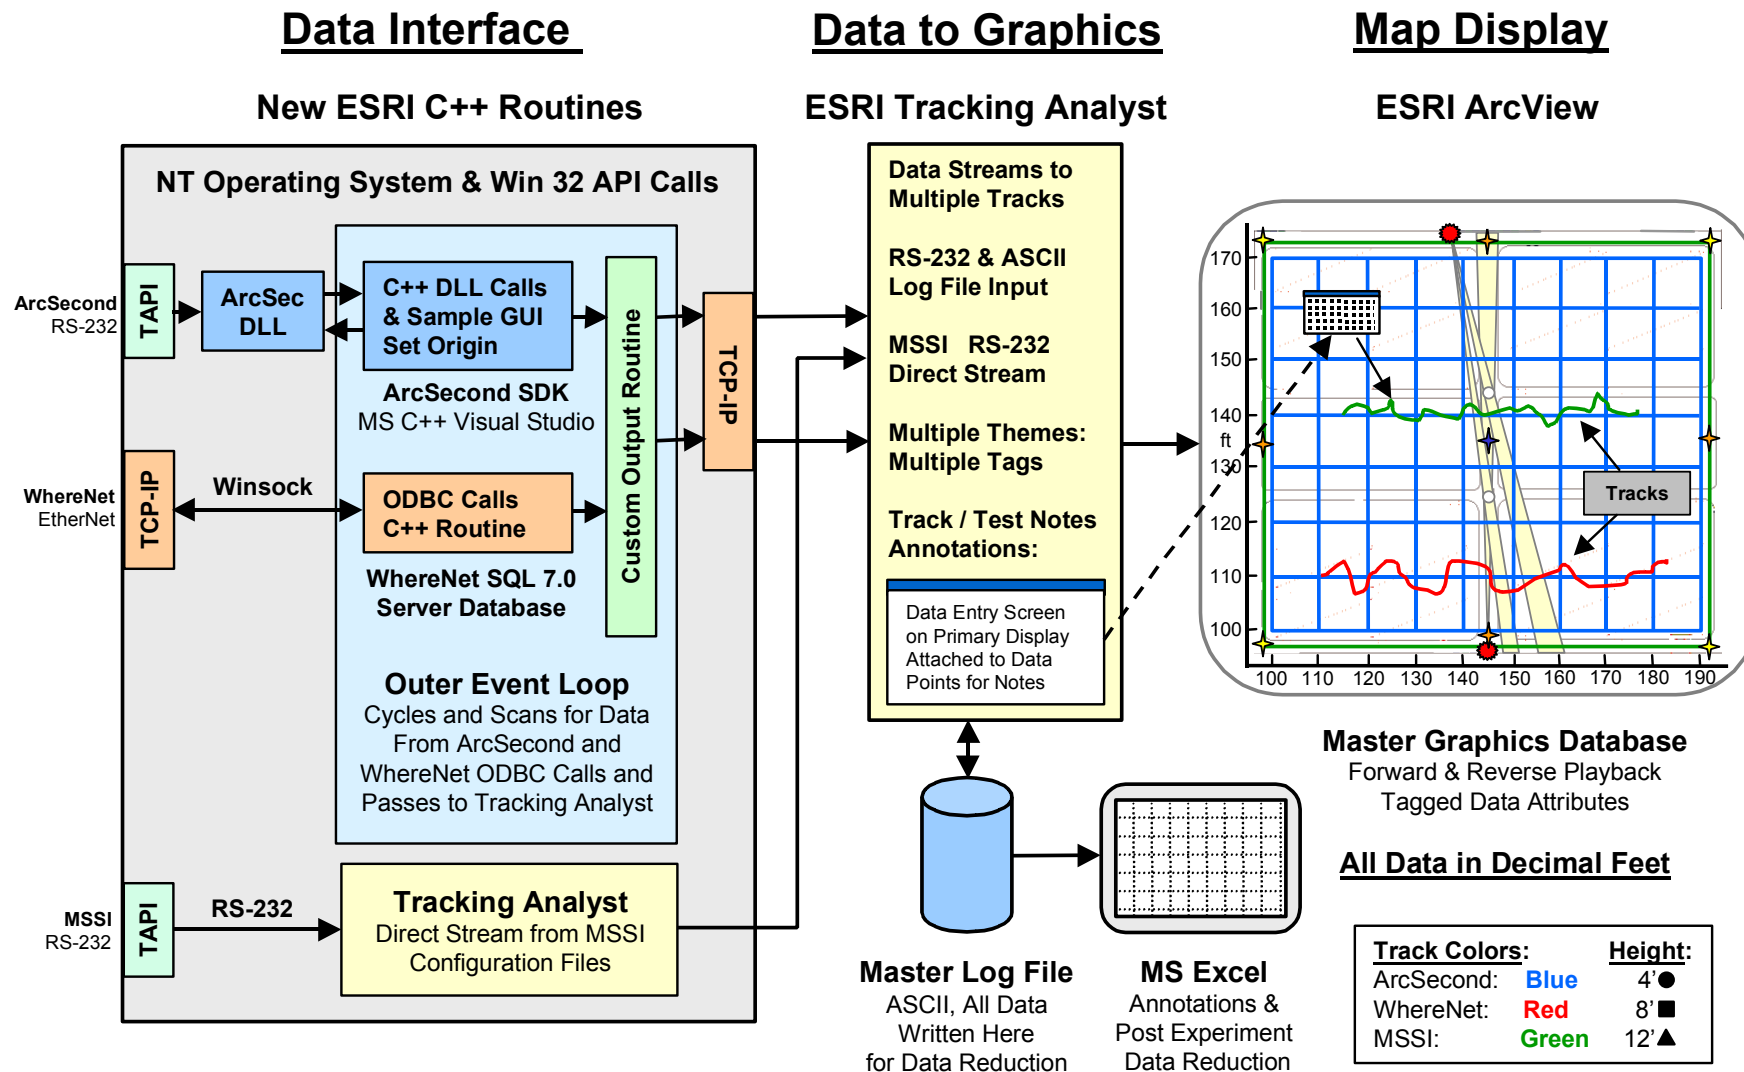 Data Interface
Data to Graphics
Map Display
New ESRI C++ Routines
ESRI Tracking Analyst
ESRI ArcView
NT Operating System & Win 32 API Calls
ArcSecond
RS-232
TAPI
ArcSec
DLL
C++ DLL Calls
& Sample GUI
Set Origin
ArcSecond SDK
MS C++ Visual Studio
Custom Output Routine
TCP-IP
WhereNet
EtherNet
TCP-IP
Winsock
ODBC Calls
C++ Routine
WhereNet SQL 7.0
Server Database
Outer Event Loop
Cycles and Scans for Data
From ArcSecond and
WhereNet ODBC Calls and
Passes to Tracking Analyst
MSSI
RS-232
TAPI
RS-232
Tracking Analyst
Direct Stream from MSSI
Configuration Files
Data Streams to
Multiple Tracks
RS-232 & ASCII
Log File Input
MSSI RS-232
Direct Stream
Multiple Themes:
Multiple Tags
Track / Test Notes
Annotations:
Data Entry Screen
on Primary Display
Attached to Data
Points for Notes
Master Log File
ASCII, All Data
Written Here
for Data Reduction
MS Excel
Annotations &
Post Experiment
Data Reduction
170
160
150
140
ft
130
120
110
100
100 110 120 130 140 150 160 170 180 190
Tracks
Master Graphics Database
Forward & Reverse Playback
Tagged Data Attributes
All Data in Decimal Feet
Track Colors: Height:
ArcSecond: Blue 4’
WhereNet: Red 8’
MSSI: Green 12’